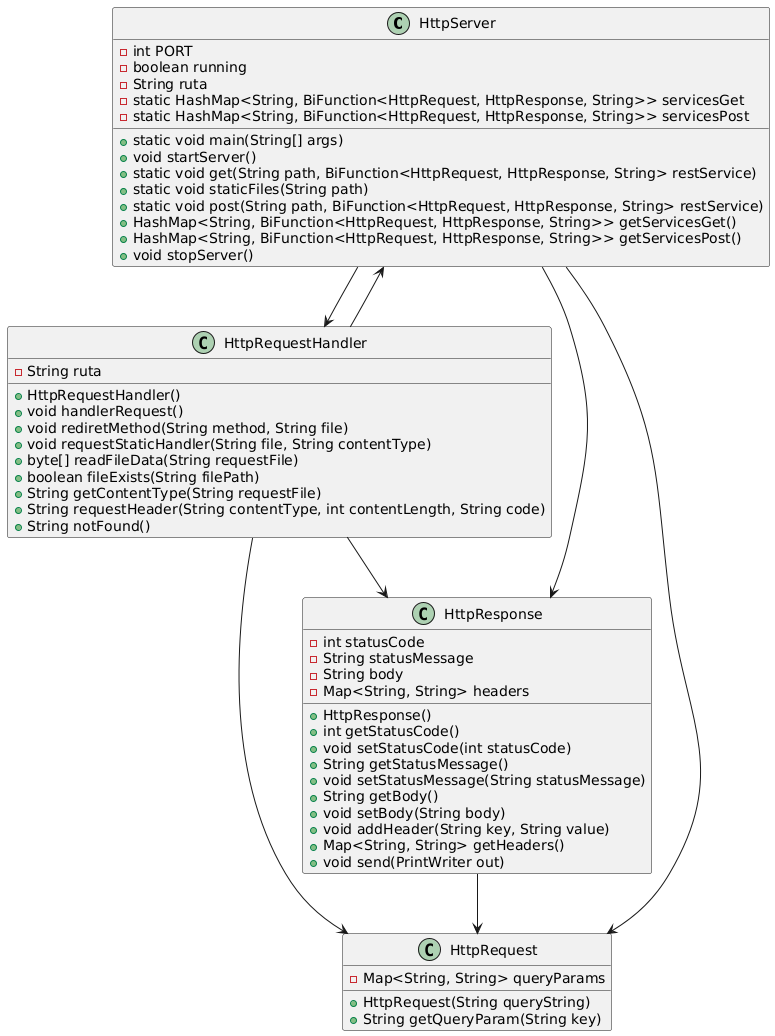 C HttpServer
int PORT
boolean running
String ruta
static HashMap<String, BiFunction<HttpRequest, HttpResponse, String>> servicesGet
static HashMap<String, BiFunction<HttpRequest, HttpResponse, String>> servicesPost
static void main(String[] args)
void startServer()
static void get(String path, BiFunction<HttpRequest, HttpResponse, String> restService)
static void staticFiles(String path)
static void post(String path, BiFunction<HttpRequest, HttpResponse, String> restService)
HashMap<String, BiFunction<HttpRequest, HttpResponse, String>> getServicesGet()
HashMap<String, BiFunction<HttpRequest, HttpResponse, String>> getServicesPost()
void stopServer()
C HttpRequestHandler
String ruta
HttpRequestHandler()
void handlerRequest()
void rediretMethod(String method, String file)
void requestStaticHandler(String file, String contentType)
byte[] readFileData(String requestFile)
boolean fileExists(String filePath)
String getContentType(String requestFile)
String requestHeader(String contentType, int contentLength, String code)
String notFound()
C HttpResponse
int statusCode
String statusMessage
String body
Map<String, String> headers
HttpResponse()
int getStatusCode()
void setStatusCode(int statusCode)
String getStatusMessage()
void setStatusMessage(String statusMessage)
String getBody()
void setBody(String body)
void addHeader(String key, String value)
Map<String, String> getHeaders()
void send(PrintWriter out)
C HttpRequest
Map<String, String> queryParams
HttpRequest(String queryString)
String getQueryParam(String key)